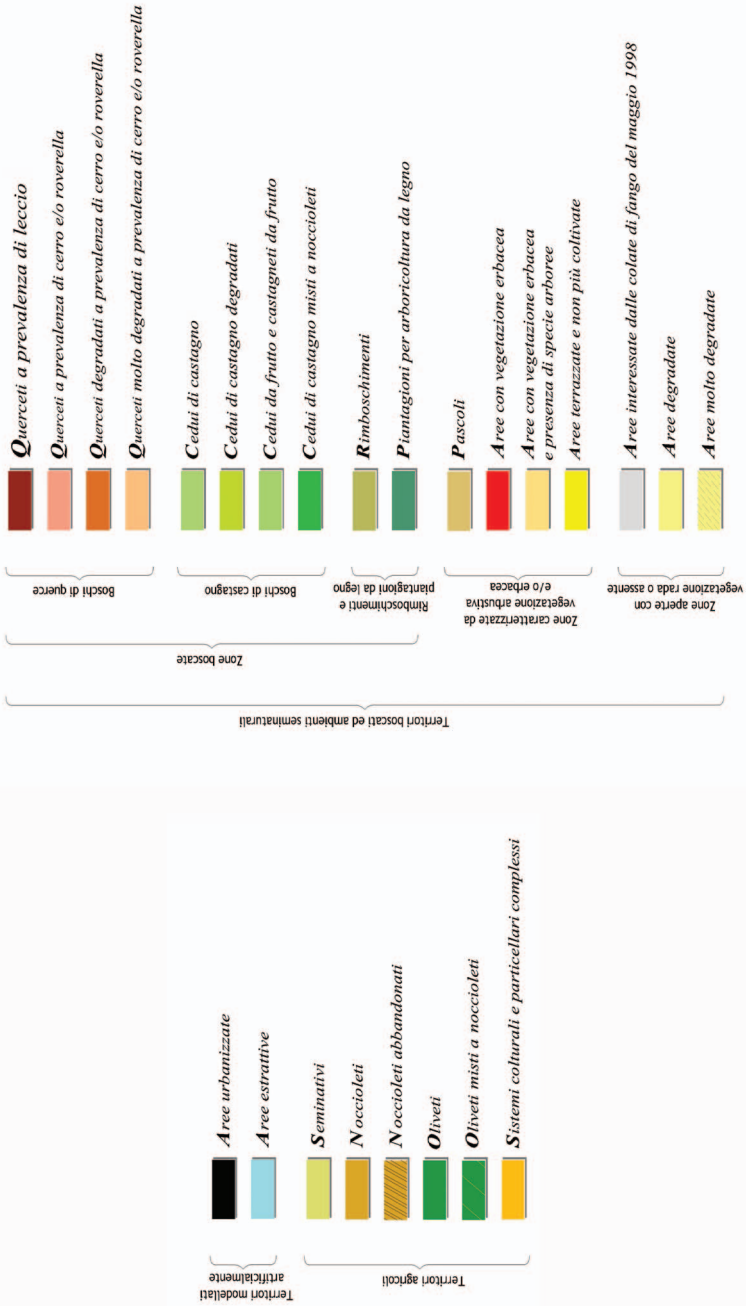 Territori modellati
artificialmente
Aree urbanizzate
Aree estrattive
Territori agricoli
Seminativi
Noccioleti
Noccioleti abbandonati
Oliveti
Oliveti misti a noccioleti
Sistemi colturali e particellari complessi
Territori boscati ed ambienti seminaturali
Zone boscate
Boschi di querce
Querceti a prevalenza di leccio
Querceti a prevalenza di cerro e/o roverella
Querceti degradati a prevalenza di cerro e/o roverella
Querceti molto degradati a prevalenza di cerro e/o roverella
Boschi di castagno
Cedui di castagno
Cedui di castagno degradati
Cedui da frutto e castagneti da frutto
Cedui di castagno misti a noccioleti
Rimboschimenti e
piantagioni da legno
Rimboschimenti
Piantagioni per arboricoltura da legno
Zone caratterizzate da
vegetazione arbustiva
e/o erbacea
Pascoli
Aree con vegetazione erbacea
Aree con vegetazione erbacea
e presenza di specie arboree
Aree terrazzate e non più coltivate
Zone aperte con
vegetazione rada o assente
Aree interessate dalle colate di fango del maggio 1998
Aree degradate
Aree molto degradate